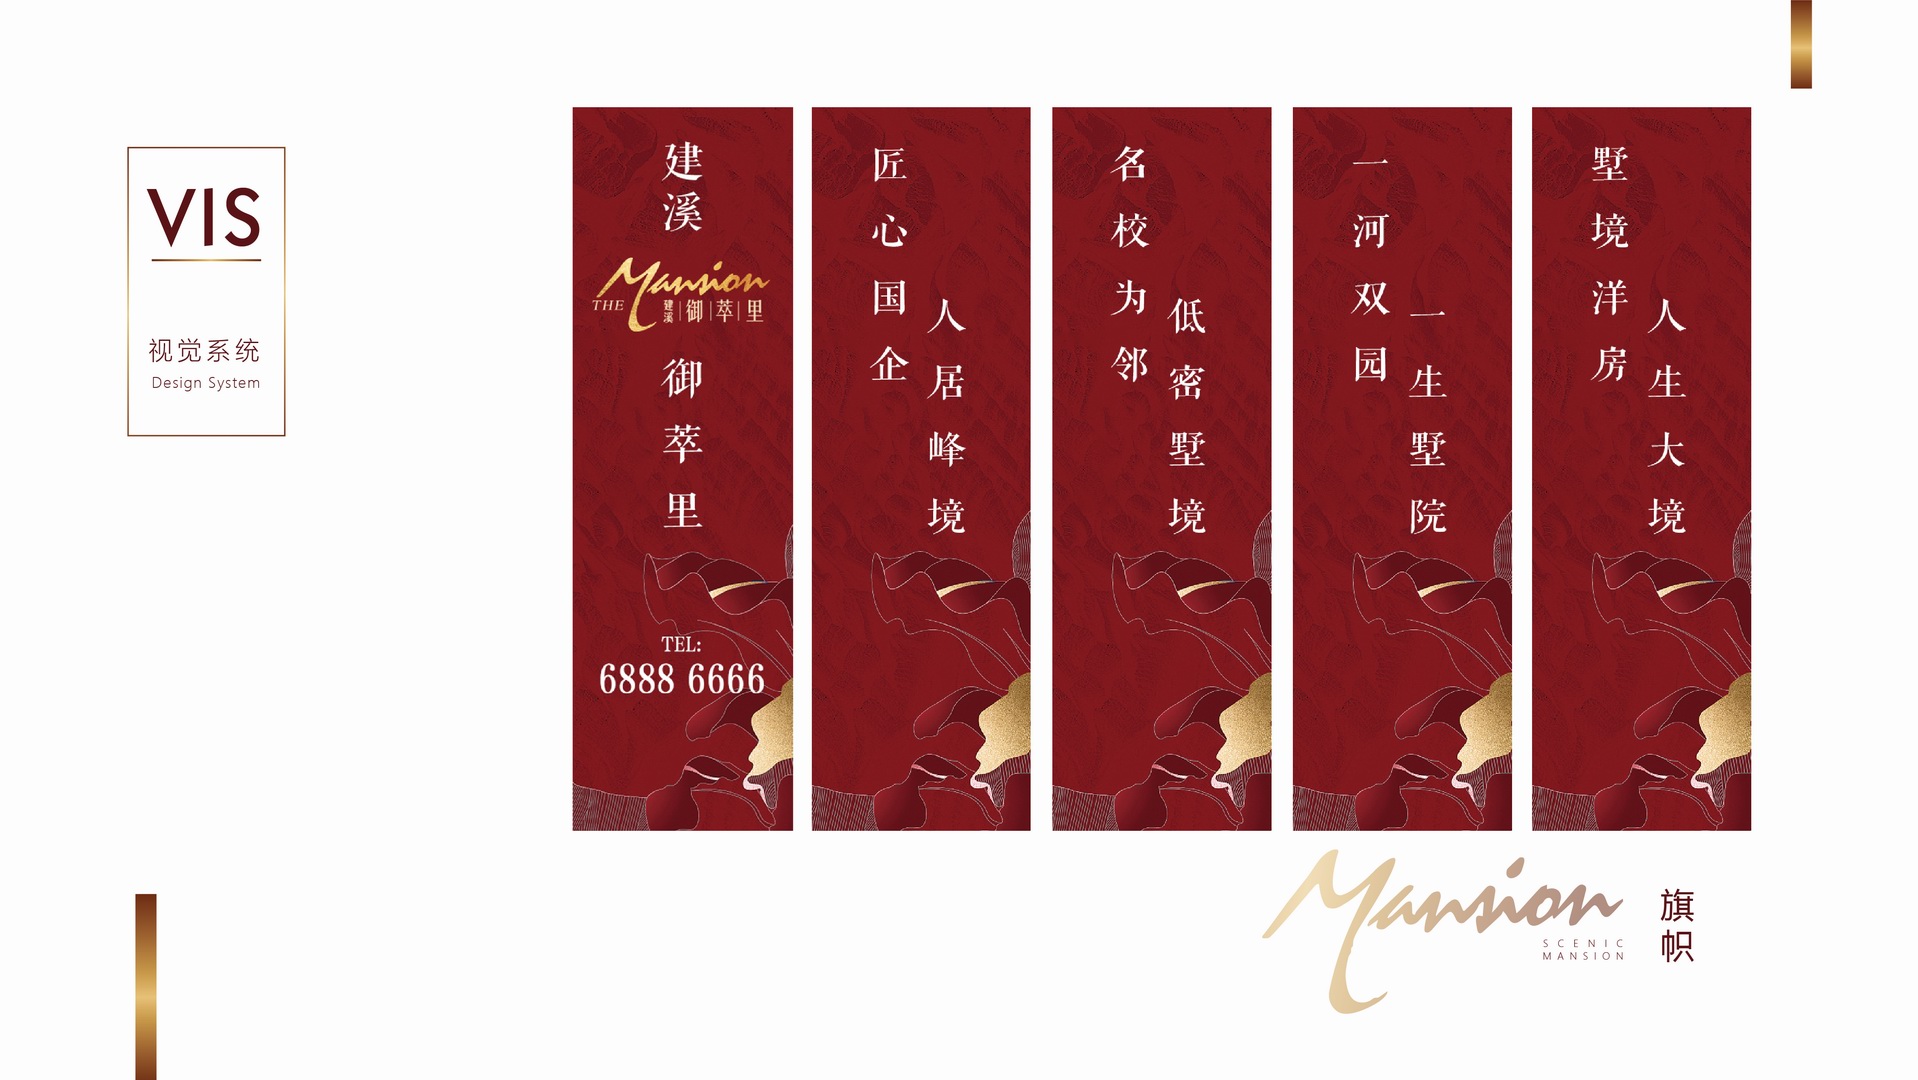 VIS
视觉系统
Design System
建溪
THE Mansion
建溪|御|萃|里
御萃里
TEL:
6888 6666
匠心国企
人居峰境
名校为邻
低密墅境
一河双园
一生墅院
墅境洋房
人生大境
Mansion
SCENIC
MANSION
旗帜